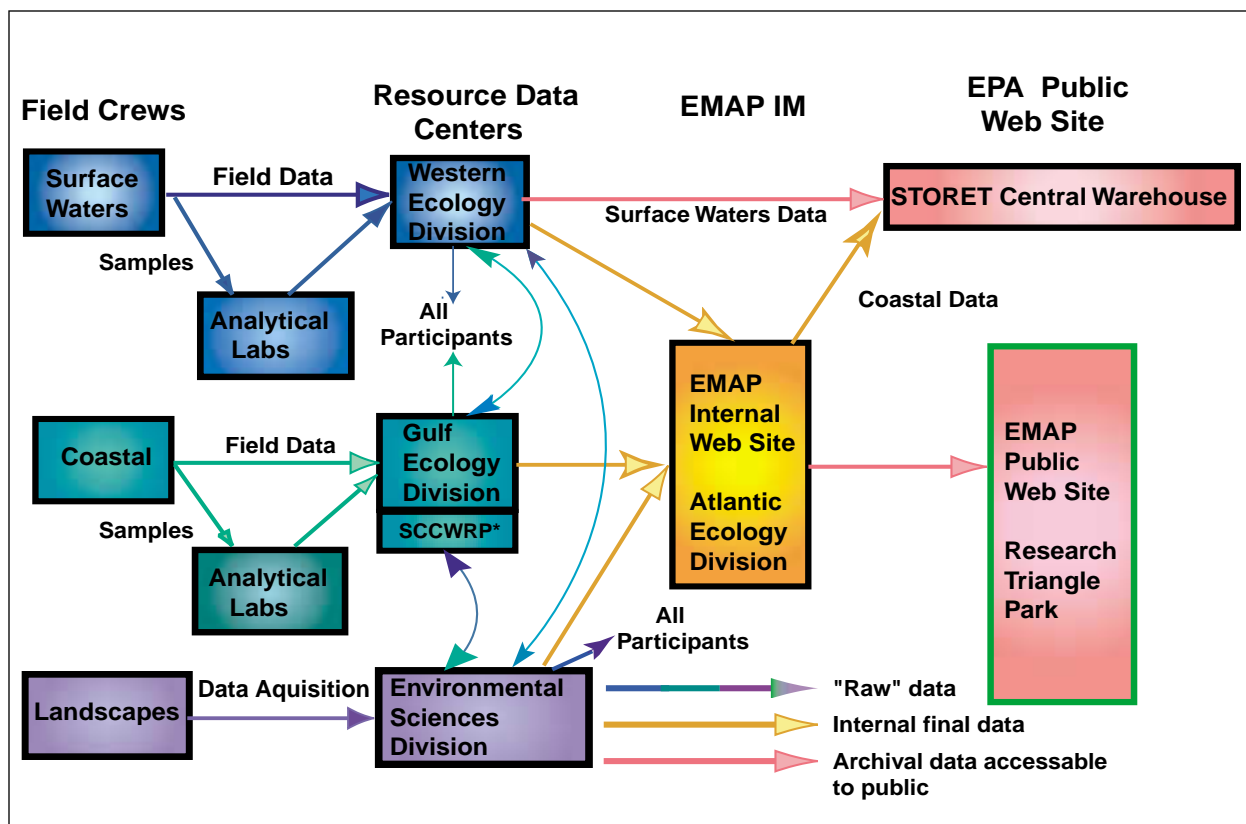 Field Crews
Resource Data
Centers
EMAP IM
EPA Public
Web Site
Surface
Waters
Field Data
Western
Ecology
Division
Surface Waters Data
STORET Central Warehouse
Samples
Analytical
Labs
All
Participants
Coastal Data
Coastal
Field Data
Gulf
Ecology
Division
SCCWRP*
Samples
Analytical
Labs
EMAP
Internal
Web Site
Atlantic
Ecology
Division
EMAP
Public
Web Site
Research
Triangle
Park
All
Participants
Landscapes
Data Aquisition
Environmental
Sciences
Division
"Raw" data
Internal final data
Archival data accessable
to public